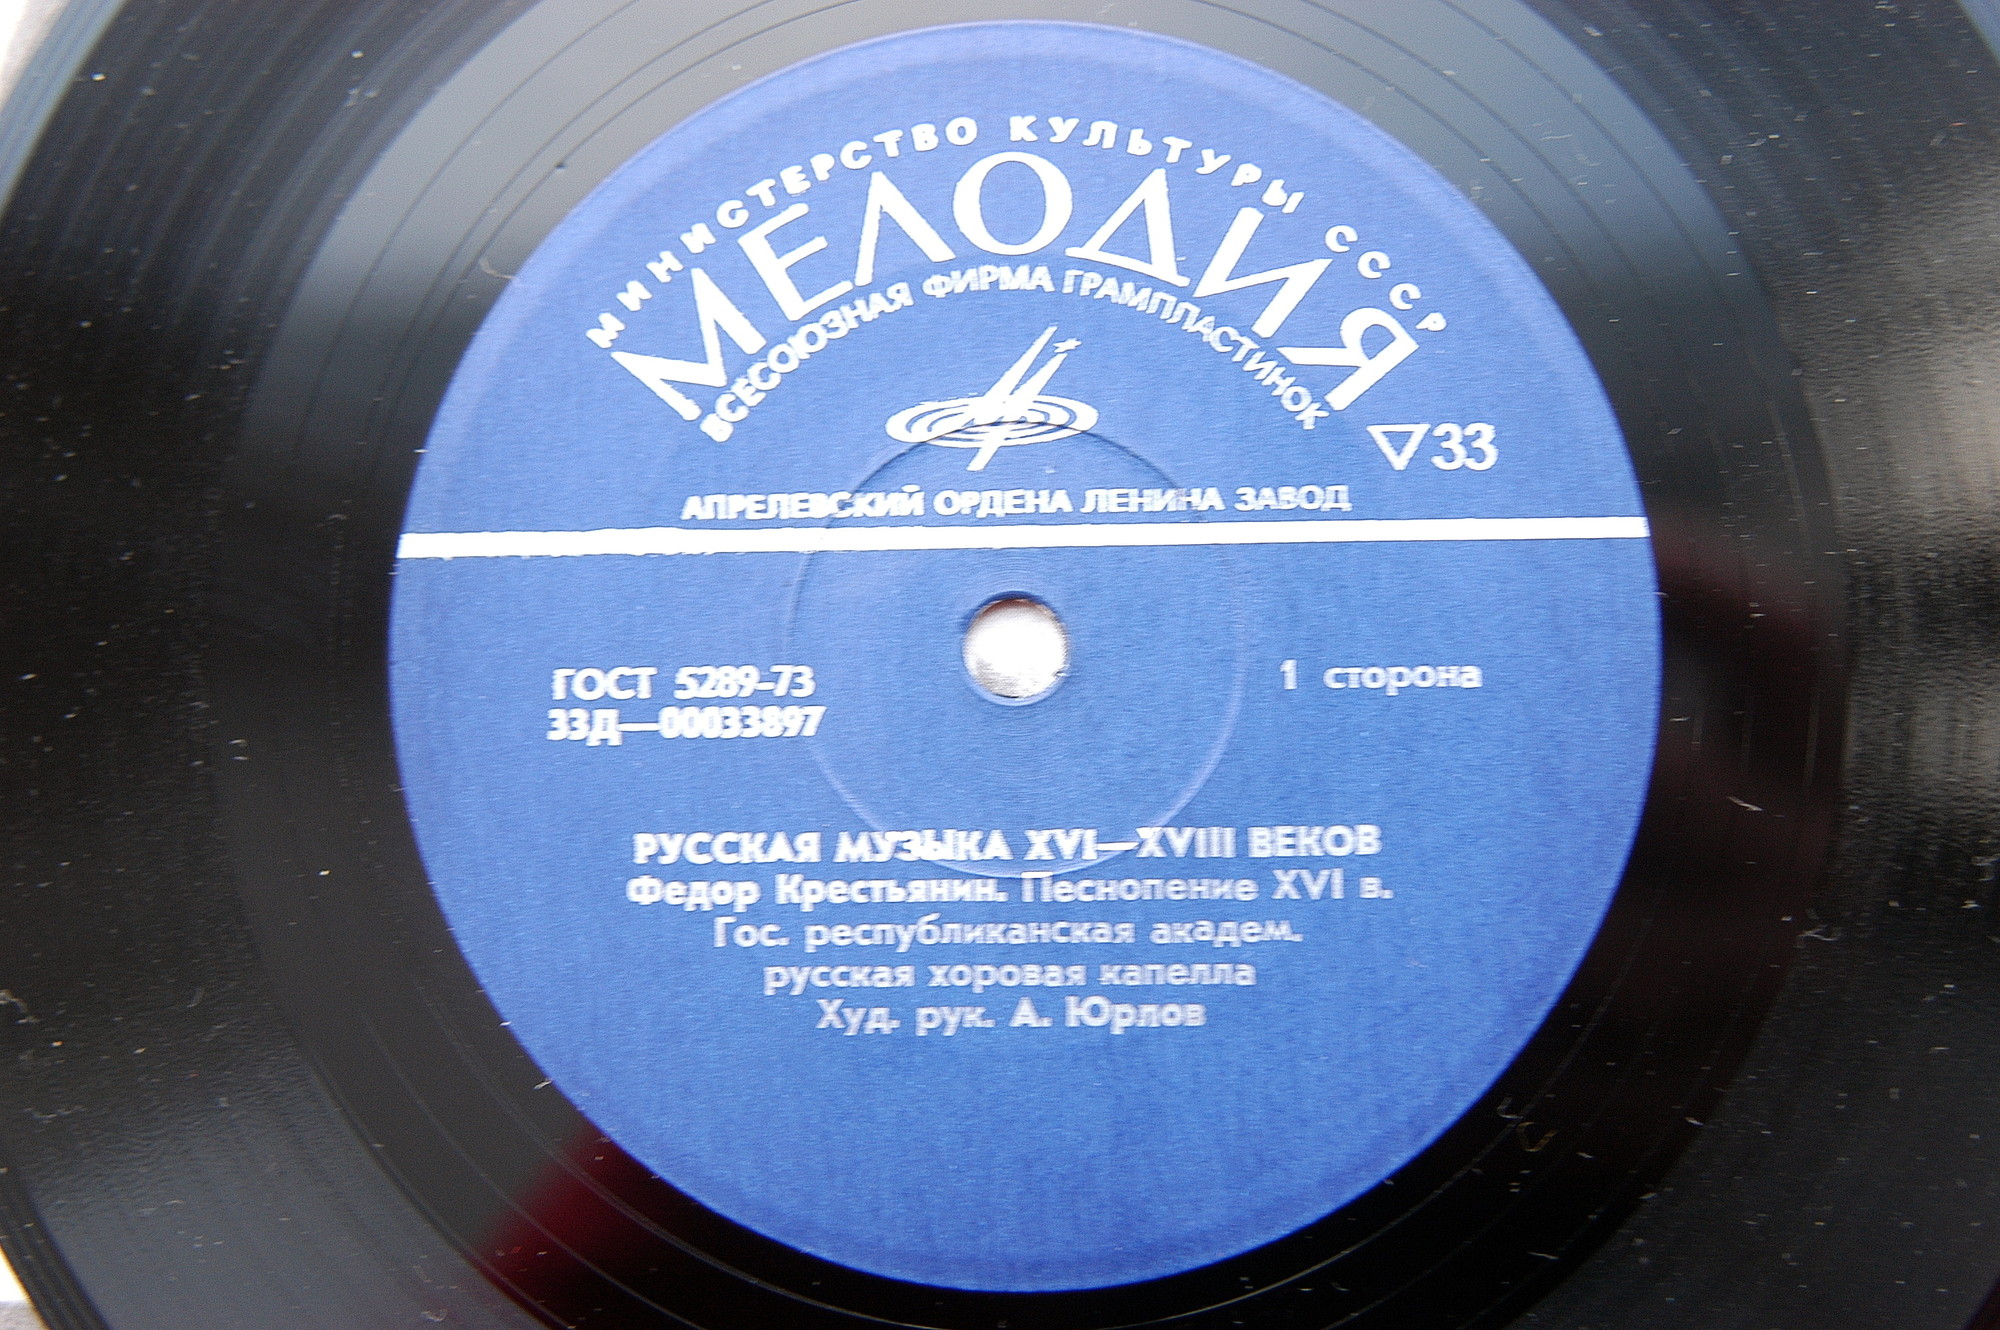 МИНИСТЕРСТВО КУЛЬТУРЫ СССР
МЕЛОДИЯ
ВСЕСОЮЗНАЯ ФИРМА ГРАМПЛАСТИНОК
▽33
АПРЕЛЕВСКИЙ ОРДЕНА ЛЕНИНА ЗАВОД
ГОСТ 5289-73
33Д—00033897
1 сторона
РУССКАЯ МУЗЫКА XVI—XVIII ВЕКОВ
Федор Крестьянин. Песнопение XVI в.
Гос. республиканская академ.
русская хоровая капелла
Худ. рук. А. Юрлов